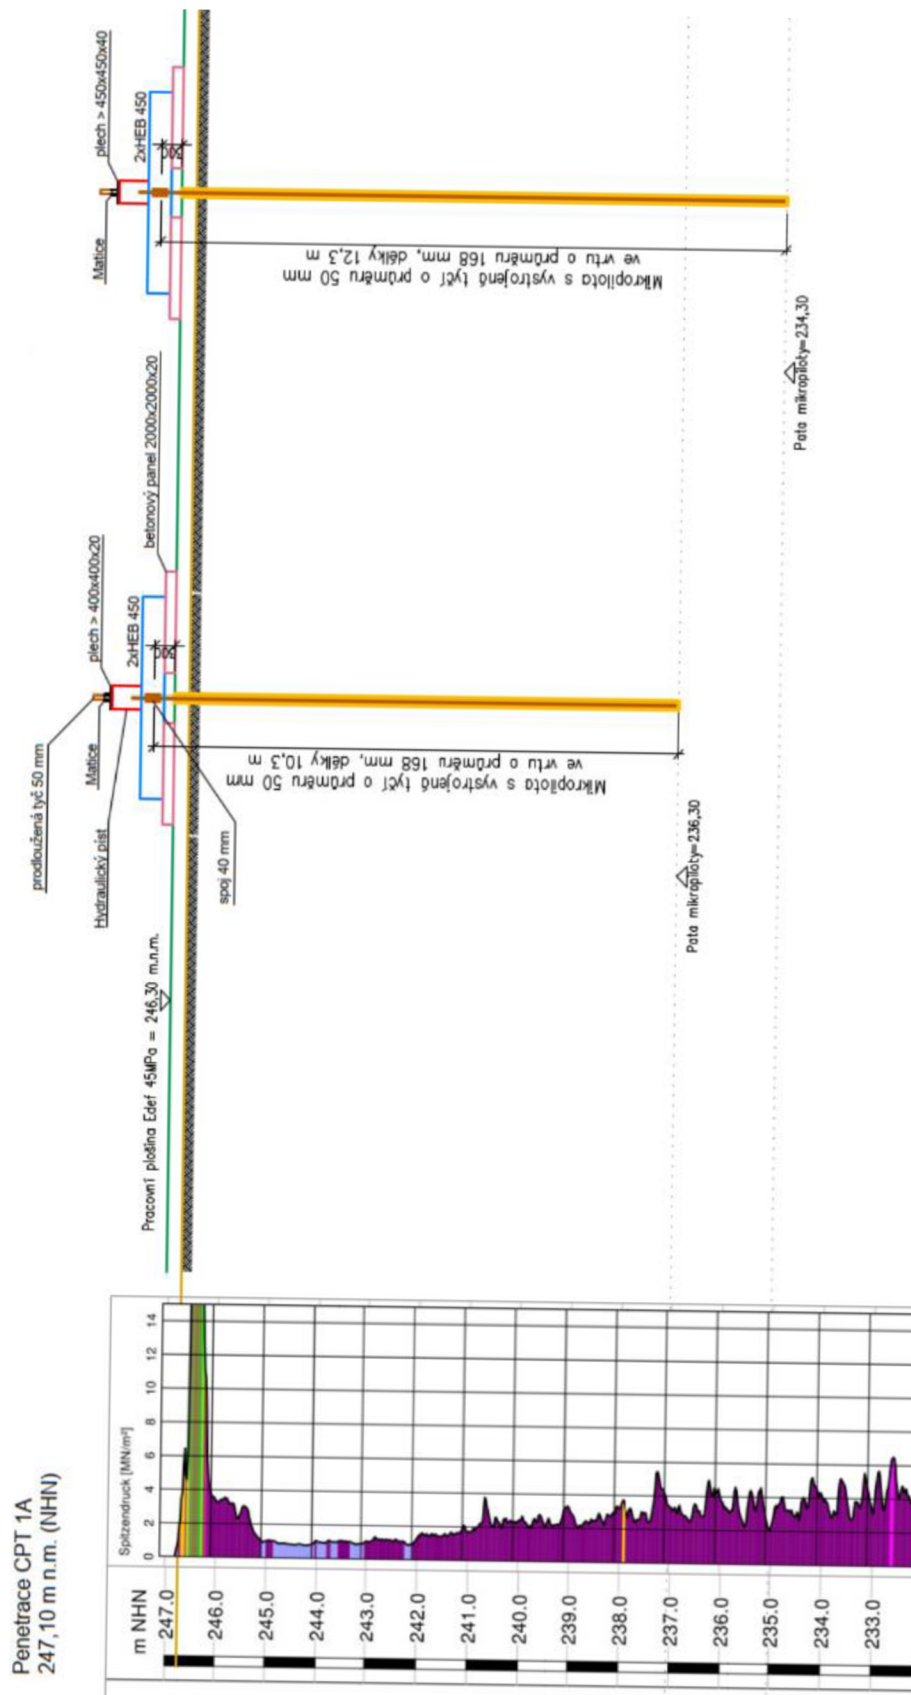 Penetrace CPT 1A
247,10 m n.m. (NHN)
m NHN
247.0
246.0
245.0
244.0
243.0
242.0
241.0
240.0
239.0
238.0
237.0
236.0
235.0
234.0
233.0
Spitzendruck [MN/m²]
0
2
4
6
8
10
12
14
Pracovní plošina Edef 45MPa = 246,30 m.n.m.
prodloužená tyč 50 mm
Hydraulický píst
Matice
plech > 400x400x20
2xHEB 450
300
spoj 40 mm
betonový panel 2000x2000x20
Mikropilota s vystrojená tyčí o průměru 50 mm
ve vrtu o průměru 168 mm, délky 10,3 m
Pata mikropiloty=236,30
Matice
plech > 450x450x40
2xHEB 450
300
Mikropilota s vystrojená tyčí o průměru 50 mm
ve vrtu o průměru 168 mm, délky 12,3 m
Pata mikropiloty=234,30